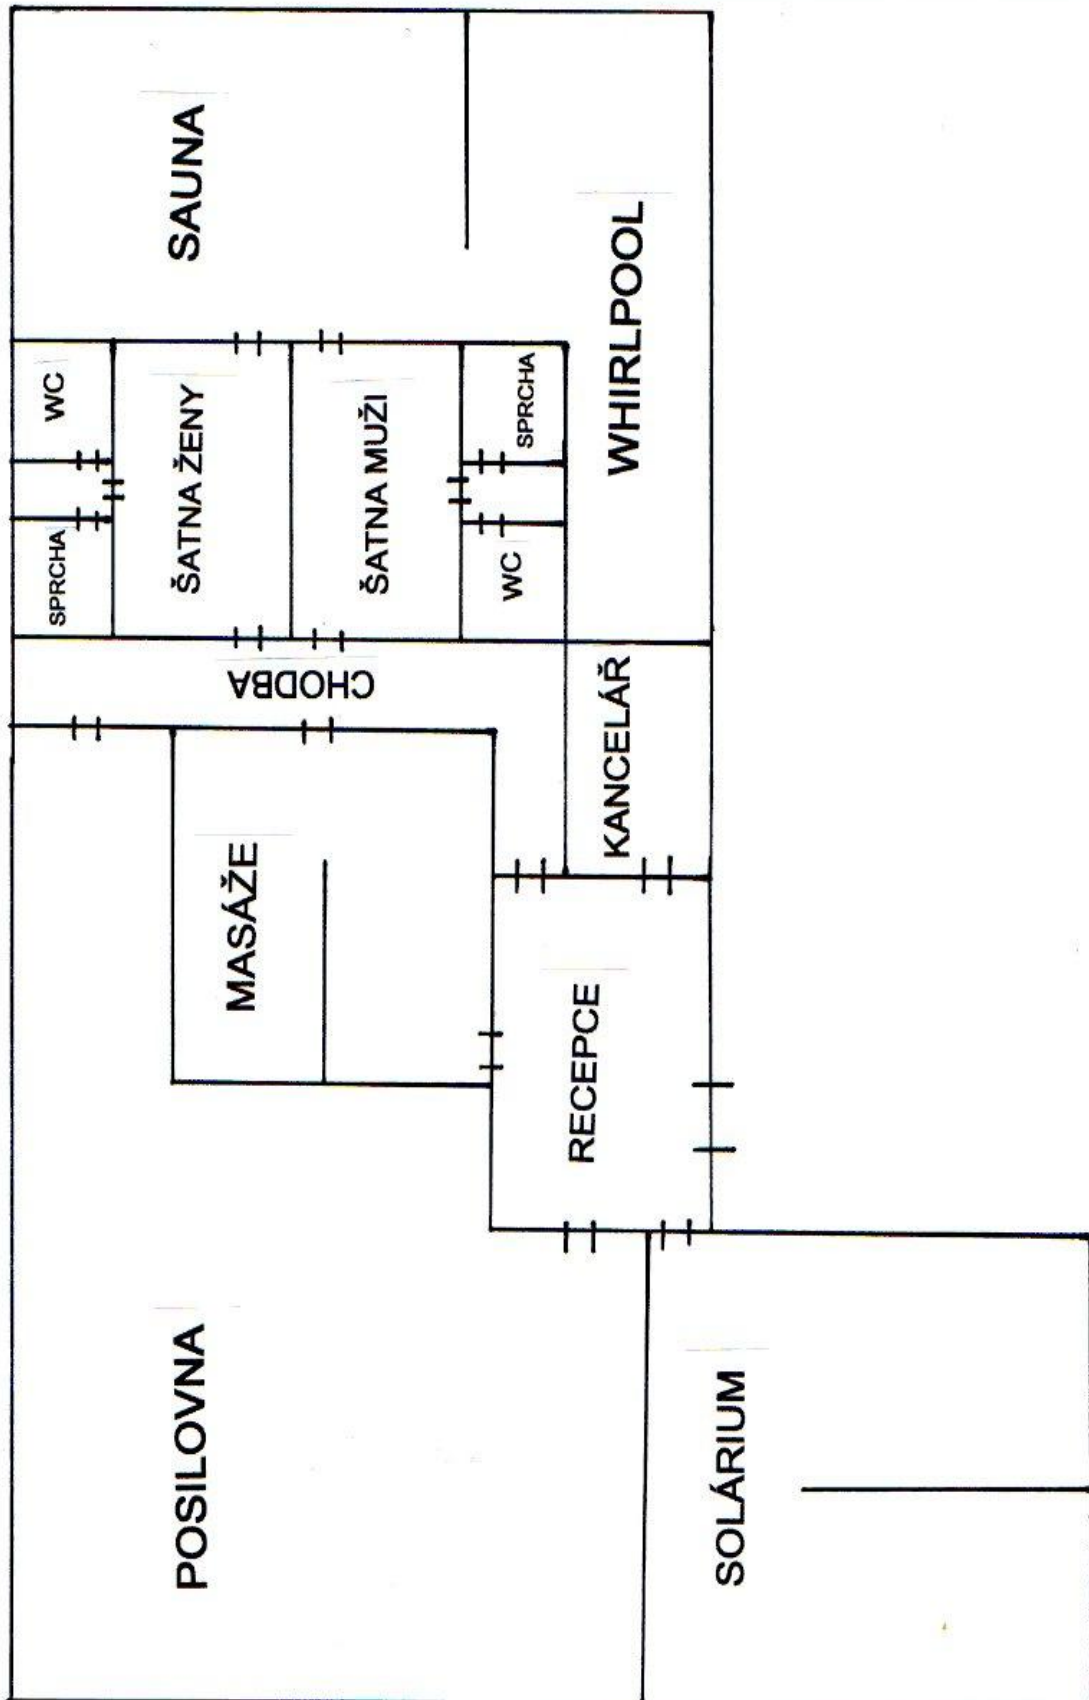 POSILOVNA
MASÁŽE
CHODBA
SPRCHA
WC
ŠATNA ŽENY
SAUNA
ŠATNA MUŽI
WC
SPRCHA
RECEPCE
KANCELÁŘ
WHIRLPOOL
SOLÁRIUM